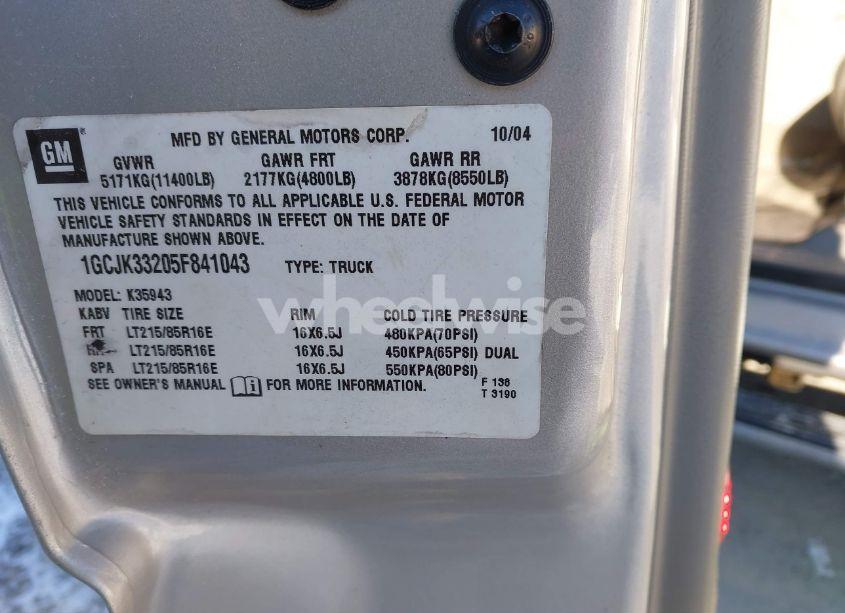 GM
MFD BY GENERAL MOTORS CORP. 10/04
GVWR GAWR FRT GAWR RR
5171KG(11400LB) 2177KG(4800LB) 3878KG(8550LB)
THIS VEHICLE CONFORMS TO ALL APPLICABLE U.S. FEDERAL MOTOR
VEHICLE SAFETY STANDARDS IN EFFECT ON THE DATE OF
MANUFACTURE SHOWN ABOVE.
1GCJK33205F841043 TYPE: TRUCK
MODEL: K35943
KABV TIRE SIZE RIM COLD TIRE PRESSURE
FRT LT215/85R16E 16X6.5J 480KPA(70PSI)
LT215/85R16E 16X6.5J 450KPA(65PSI) DUAL
SPA LT215/85R16E 16X6.5J 550KPA(80PSI)
SEE OWNER'S MANUAL FOR MORE INFORMATION.
F 136
T 3190
wheelwise